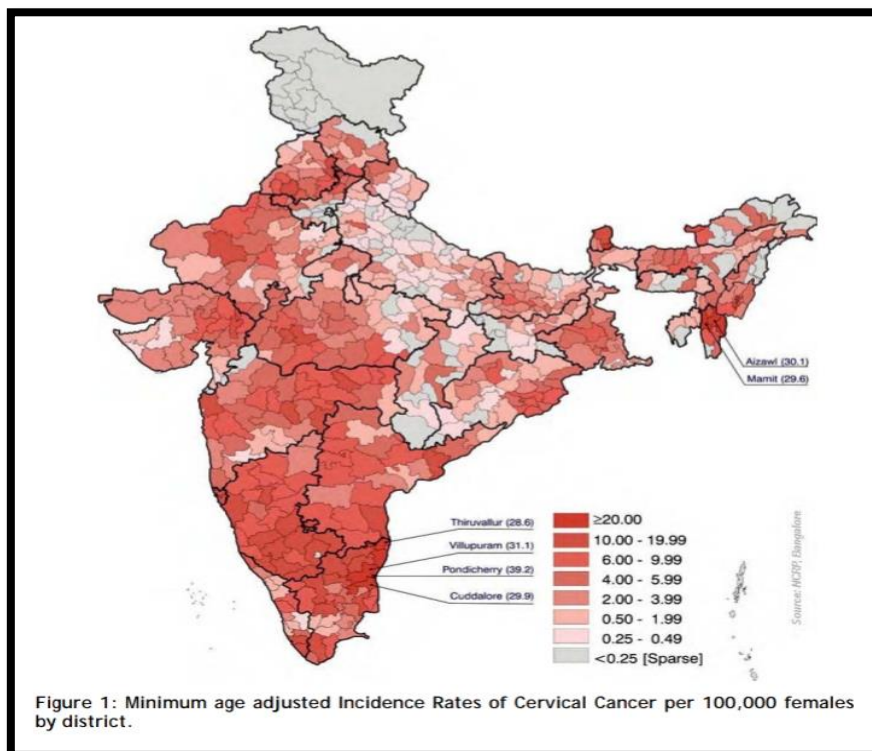 Aizawl (30.1)
Mamit (29.6)
Thiruvallur (28.6)
Villupuram (31.1)
Pondicherry (39.2)
Cuddalore (29.9)
≥20.00
10.00 - 19.99
6.00 - 9.99
4.00 - 5.99
2.00 - 3.99
0.50 - 1.99
0.25 - 0.49
<0.25 [Sparse]
Source: NCRP, Bangalore
Figure 1: Minimum age adjusted Incidence Rates of Cervical Cancer per 100,000 females
by district.